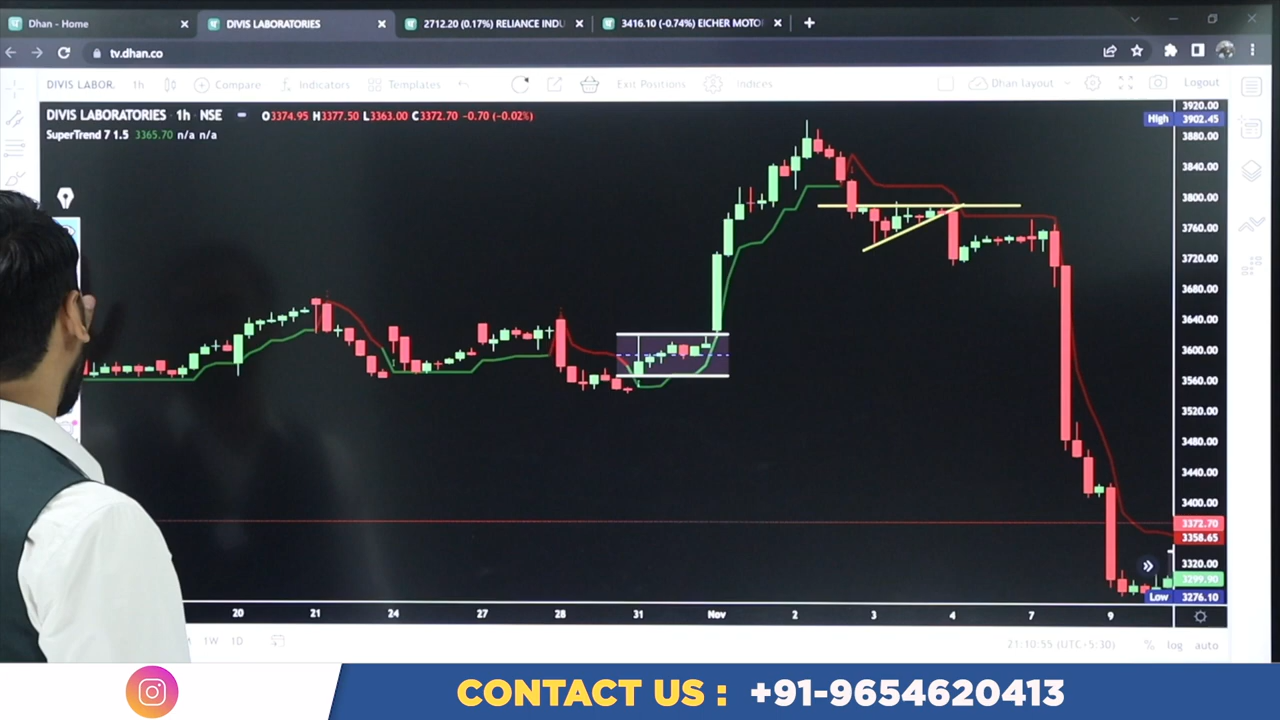 Dhan - Home
DIVIS LABORATORIES
2712.20 (0.17%) RELIANCE INDU
3416.10 (-0.74%) EICHER MOTO
tv.dhan.co
DIVIS LABOR. 1h Compare Indicators Templates Exit Positions Indices Dhan layout Logout
DIVIS LABORATORIES · 1h · NSE O3374.95 H3377.50 L3363.00 C3372.70 -0.70 (-0.02%)
SuperTrend 7 1.5 3365.70 n/a n/a
3920.00
High 3902.45
3880.00
3840.00
3800.00
3760.00
3720.00
3680.00
3640.00
3600.00
3560.00
3520.00
3480.00
3440.00
3400.00
3372.70
3358.65
3320.00
3299.90
Low 3276.10
20 21 24 27 28 31 Nov 2 3 4 7 9
1W 1D 21:10:55 (UTC+5:30) % log auto
CONTACT US : +91-9654620413